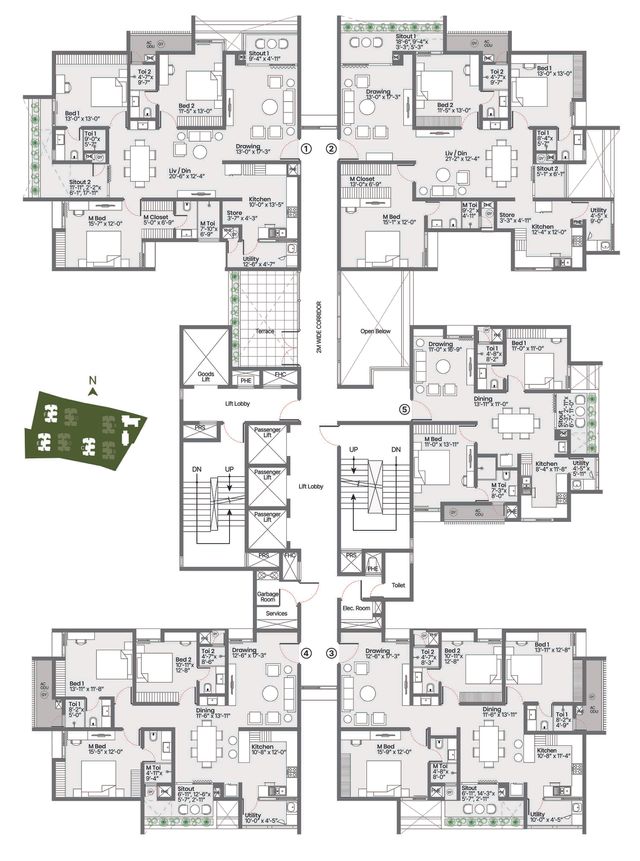 Sitout 1
9'-4" x 4'-11"
AC
ODU
Toi 2
4'-7"x
9'-7"
Bed 2
11'-5" x 13'-0"
Bed 1
13'-0" x 13'-0"
Drawing
13'-0" x 17'-3"
Toi 1
9'-0"x
5'-2"
Liv / Din
20'-6" x 12'-4"
Sitout 2
11'-11", 2'-2"x
6'-1", 17'-11"
M Bed
15'-7" x 12'-0"
M Closet
5'-0" x 6'-9"
M Toi
7'-10"x
6'-9"
Store
3'-7" x 4'-3"
Kitchen
10'-0" x 13'-5"
Utility
12'-6" x 4'-7"
1
2
Sitout 1
18'-6", 9'-4"x
3'-3", 5'-3"
AC
ODU
Drawing
13'-0" x 17'-3"
Bed 2
11'-5" x 13'-0"
Toi 2
4'-7"x
9'-7"
Bed 1
13'-0" x 13'-0"
Toi 1
8'-4"x
5'-7"
Liv / Din
27'-2" x 12'-4"
Sitout 2
5'-1" x 6'-7"
M Closet
13'-0" x 6'-9"
M Bed
15'-1" x 12'-0"
M Toi
9'-2" x
4'-11"
Store
3'-3" x 4'-11"
Kitchen
12'-4" x 12'-0"
Utility
4'-5" x
9'-0"
Terrace
2M WIDE CORRIDOR
Open Below
Goods
Lift
PHE
FHC
Lift Lobby
PRS
Passenger
Lift
Passenger
Lift
Passenger
Lift
Lift Lobby
DN
UP
UP
DN
5
Drawing
11'-0" x 16'-9"
Toi 1
4'-8"x
8'-2"
Bed 1
11'-0" x 11'-0"
Dining
13'-11" x 11'-0"
Sitout
5'-3", 2'-11"x
6'-7", 11'-0"
M Bed
11'-0" x 13'-11"
Kitchen
8'-4" x 11'-8"
Utility
4'-5" x
5'-11"
M Toi
7'-3"x
8'-0"
AC
ODU
N
PRS
FHC
Garbage
Room
Services
PRS
PHE
Toilet
Elec. Room
4
3
Bed 1
13'-11" x 11'-8"
Bed 2
10'-11" x
12'-8"
Toi 2
4'-7"x
8'-8"
Drawing
12'-6" x 17'-3"
AC
ODU
Toi 1
8'-2"x
5'-0"
Dining
11'-6" x 13'-11"
M Bed
15'-5" x 12'-0"
M Toi
4'-11"x
9'-4"
Kitchen
10'-8" x 12'-0"
Sitout
6'-11", 12'-6"x
5'-7", 2'-11"
Utility
10'-0" x 4'-5"
Drawing
12'-6" x 17'-3"
Toi 2
4'-7"x
8'-3"
Bed 2
10'-11" x
12'-8"
Bed 1
13'-11" x 12'-8"
AC
ODU
Toi 1
8'-2"x
4'-9"
Dining
11'-6" x 13'-11"
M Bed
15'-9" x 12'-0"
M Toi
4'-8"x
8'-0"
Kitchen
10'-8" x 11'-4"
Sitout
6'-11", 14'-3"x
5'-7", 2'-11"
Utility
10'-0" x 4'-5"